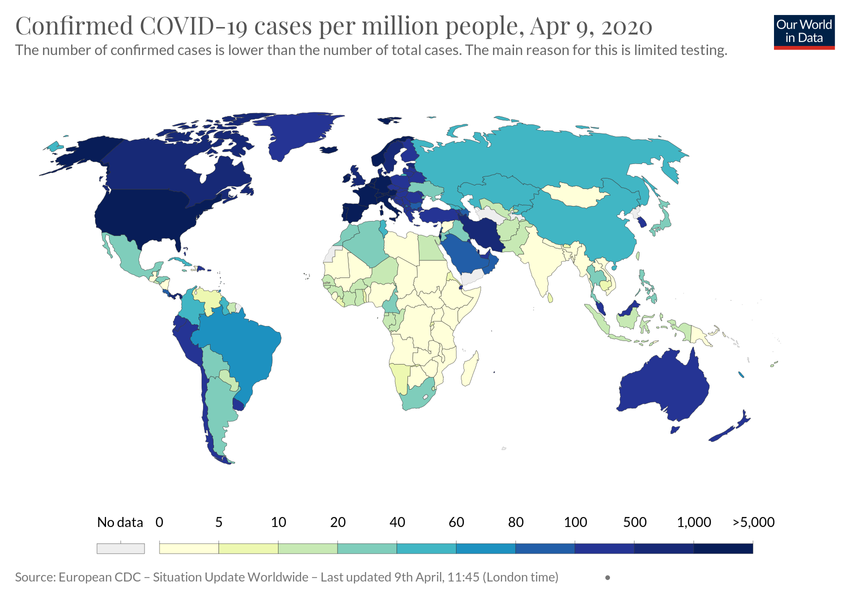 Confirmed COVID-19 cases per million people, Apr 9, 2020
The number of confirmed cases is lower than the number of total cases. The main reason for this is limited testing.
Our World
in Data
No data 0 5 10 20 40 60 80 100 500 1,000 >5,000
Source: European CDC – Situation Update Worldwide – Last updated 9th April, 11:45 (London time)